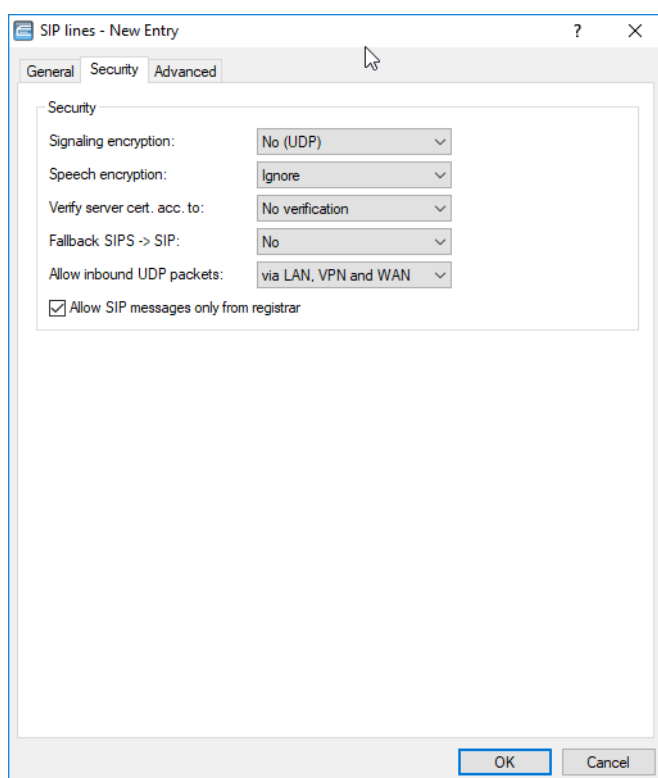 SIP lines - New Entry
?
General Security Advanced
Security
Signaling encryption: No (UDP)
Speech encryption: Ignore
Verify server cert. acc. to: No verification
Fallback SIPS -> SIP: No
Allow inbound UDP packets: via LAN, VPN and WAN
Allow SIP messages only from registrar
OK Cancel